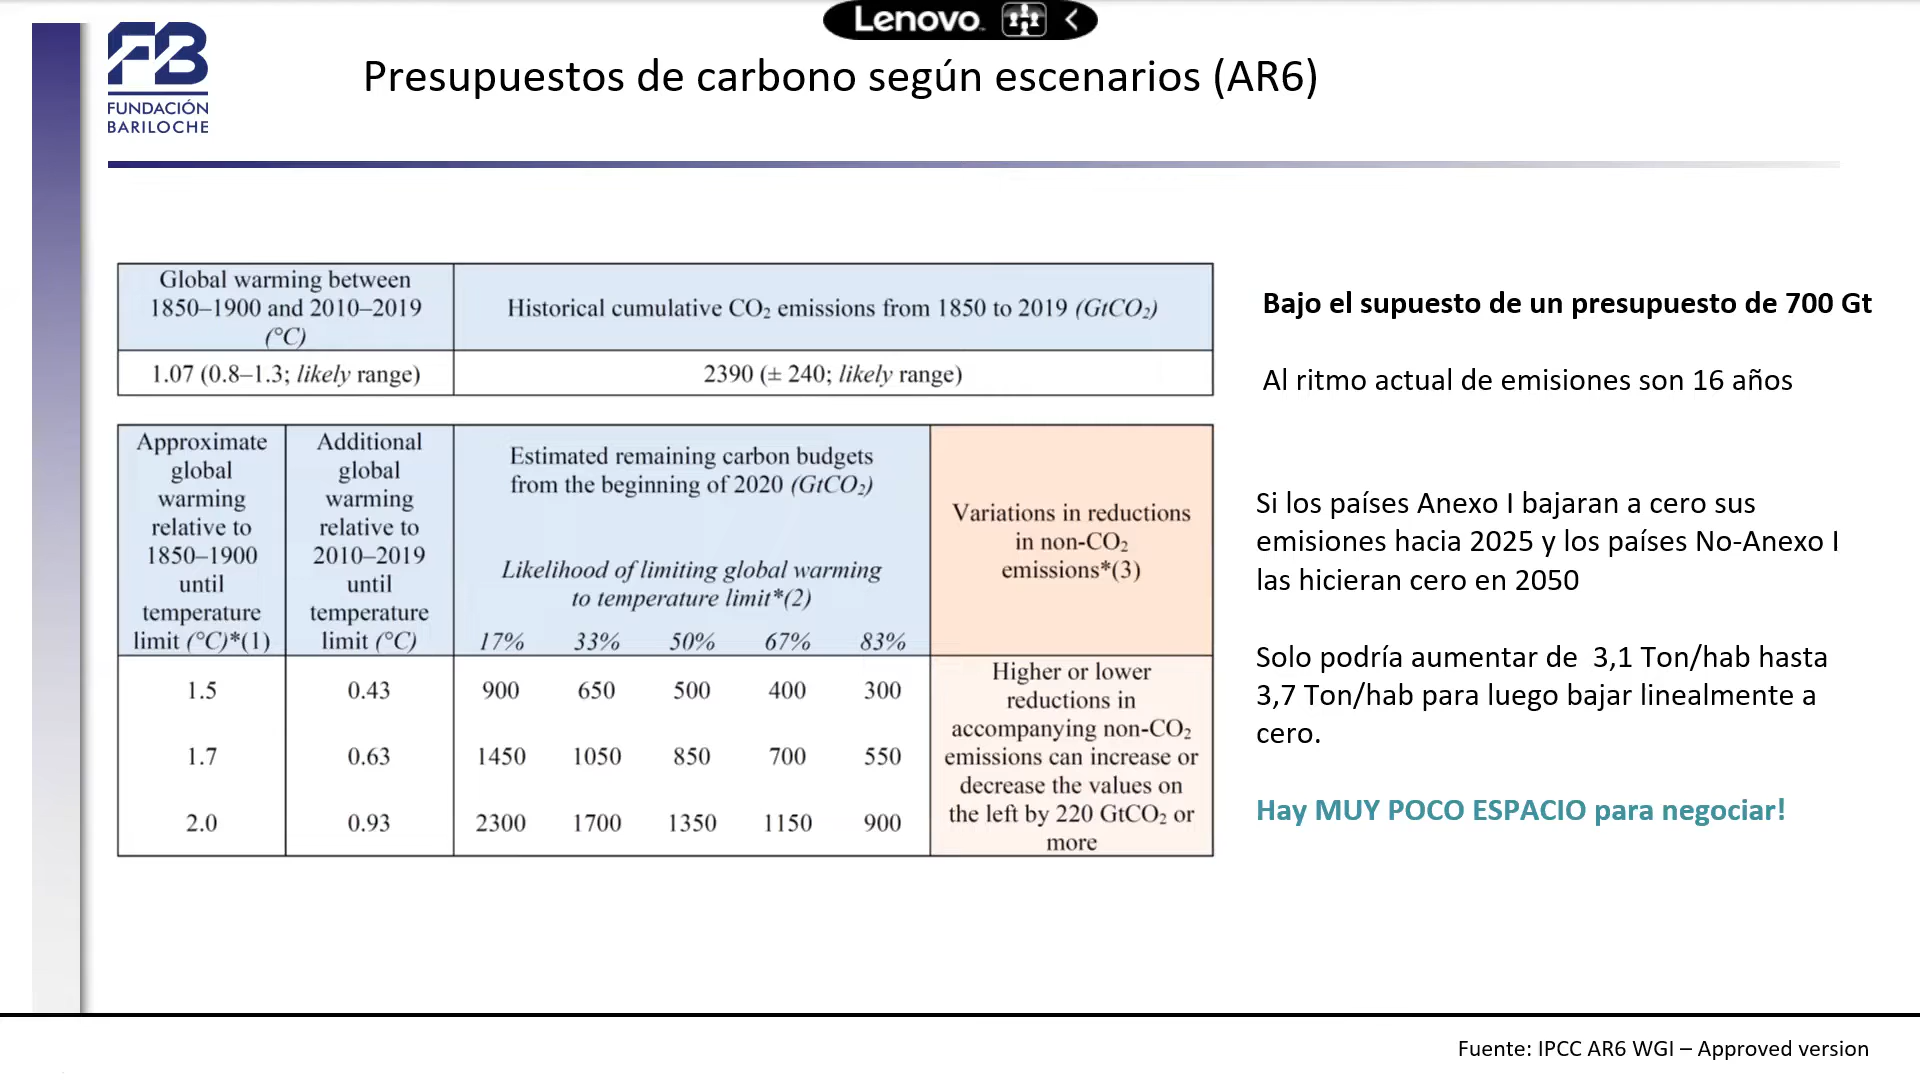 Lenovo
FB
FUNDACIÓN
BARILOCHE
Presupuestos de carbono según escenarios (AR6)
Global warming between
1850–1900 and 2010–2019
(°C)
Historical cumulative CO₂ emissions from 1850 to 2019 (GtCO₂)
1.07 (0.8–1.3; likely range)
2390 (± 240; likely range)
Approximate
global
warming
relative to
1850–1900
until
temperature
limit (°C)*(1)
Additional
global
warming
relative to
2010–2019
until
temperature
limit (°C)
Estimated remaining carbon budgets
from the beginning of 2020 (GtCO₂)
Likelihood of limiting global warming
to temperature limit*(2)
17% 33% 50% 67% 83%
Variations in reductions
in non-CO₂
emissions*(3)
1.5 0.43 900 650 500 400 300
1.7 0.63 1450 1050 850 700 550
2.0 0.93 2300 1700 1350 1150 900
Higher or lower
reductions in
accompanying non-CO₂
emissions can increase or
decrease the values on
the left by 220 GtCO₂ or
more
Bajo el supuesto de un presupuesto de 700 Gt
Al ritmo actual de emisiones son 16 años
Si los países Anexo I bajaran a cero sus
emisiones hacia 2025 y los países No-Anexo I
las hicieran cero en 2050
Solo podría aumentar de 3,1 Ton/hab hasta
3,7 Ton/hab para luego bajar linealmente a
cero.
Hay MUY POCO ESPACIO para negociar!
Fuente: IPCC AR6 WGI – Approved version